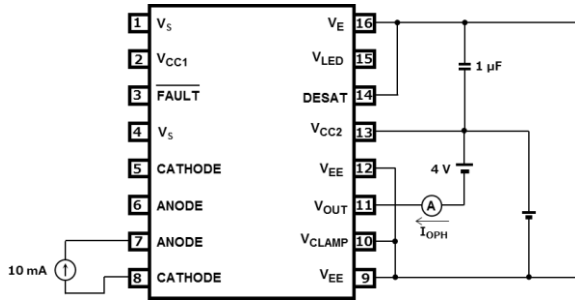 1 VS VE 16
2 VCC1 VLED 15
3 FAULT DESAT 14
4 VS VCC2 13
5 CATHODE VEE 12
6 ANODE VOUT 11
7 ANODE VCLAMP 10
8 CATHODE VEE 9
1 µF
4 V
A
IOPH
10 mA